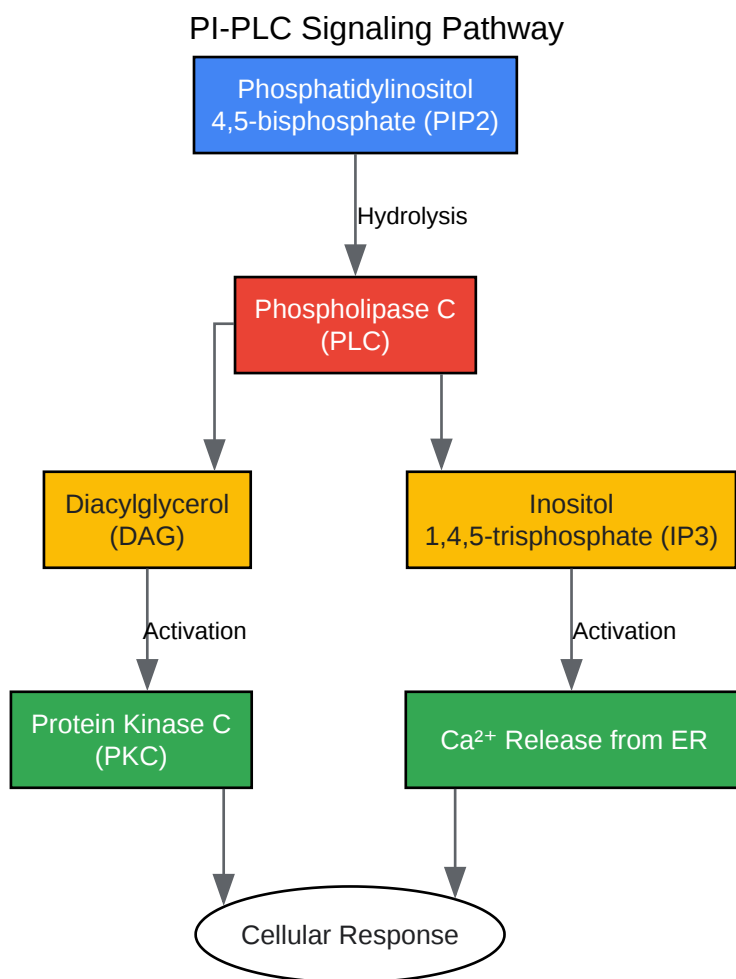 PI-PLC Signaling Pathway
Phosphatidylinositol
4,5-bisphosphate (PIP2)
Hydrolysis
Phospholipase C
(PLC)
Diacylglycerol
(DAG)
Inositol
1,4,5-trisphosphate (IP3)
Activation
Activation
Protein Kinase C
(PKC)
Ca²⁺ Release from ER
Cellular Response